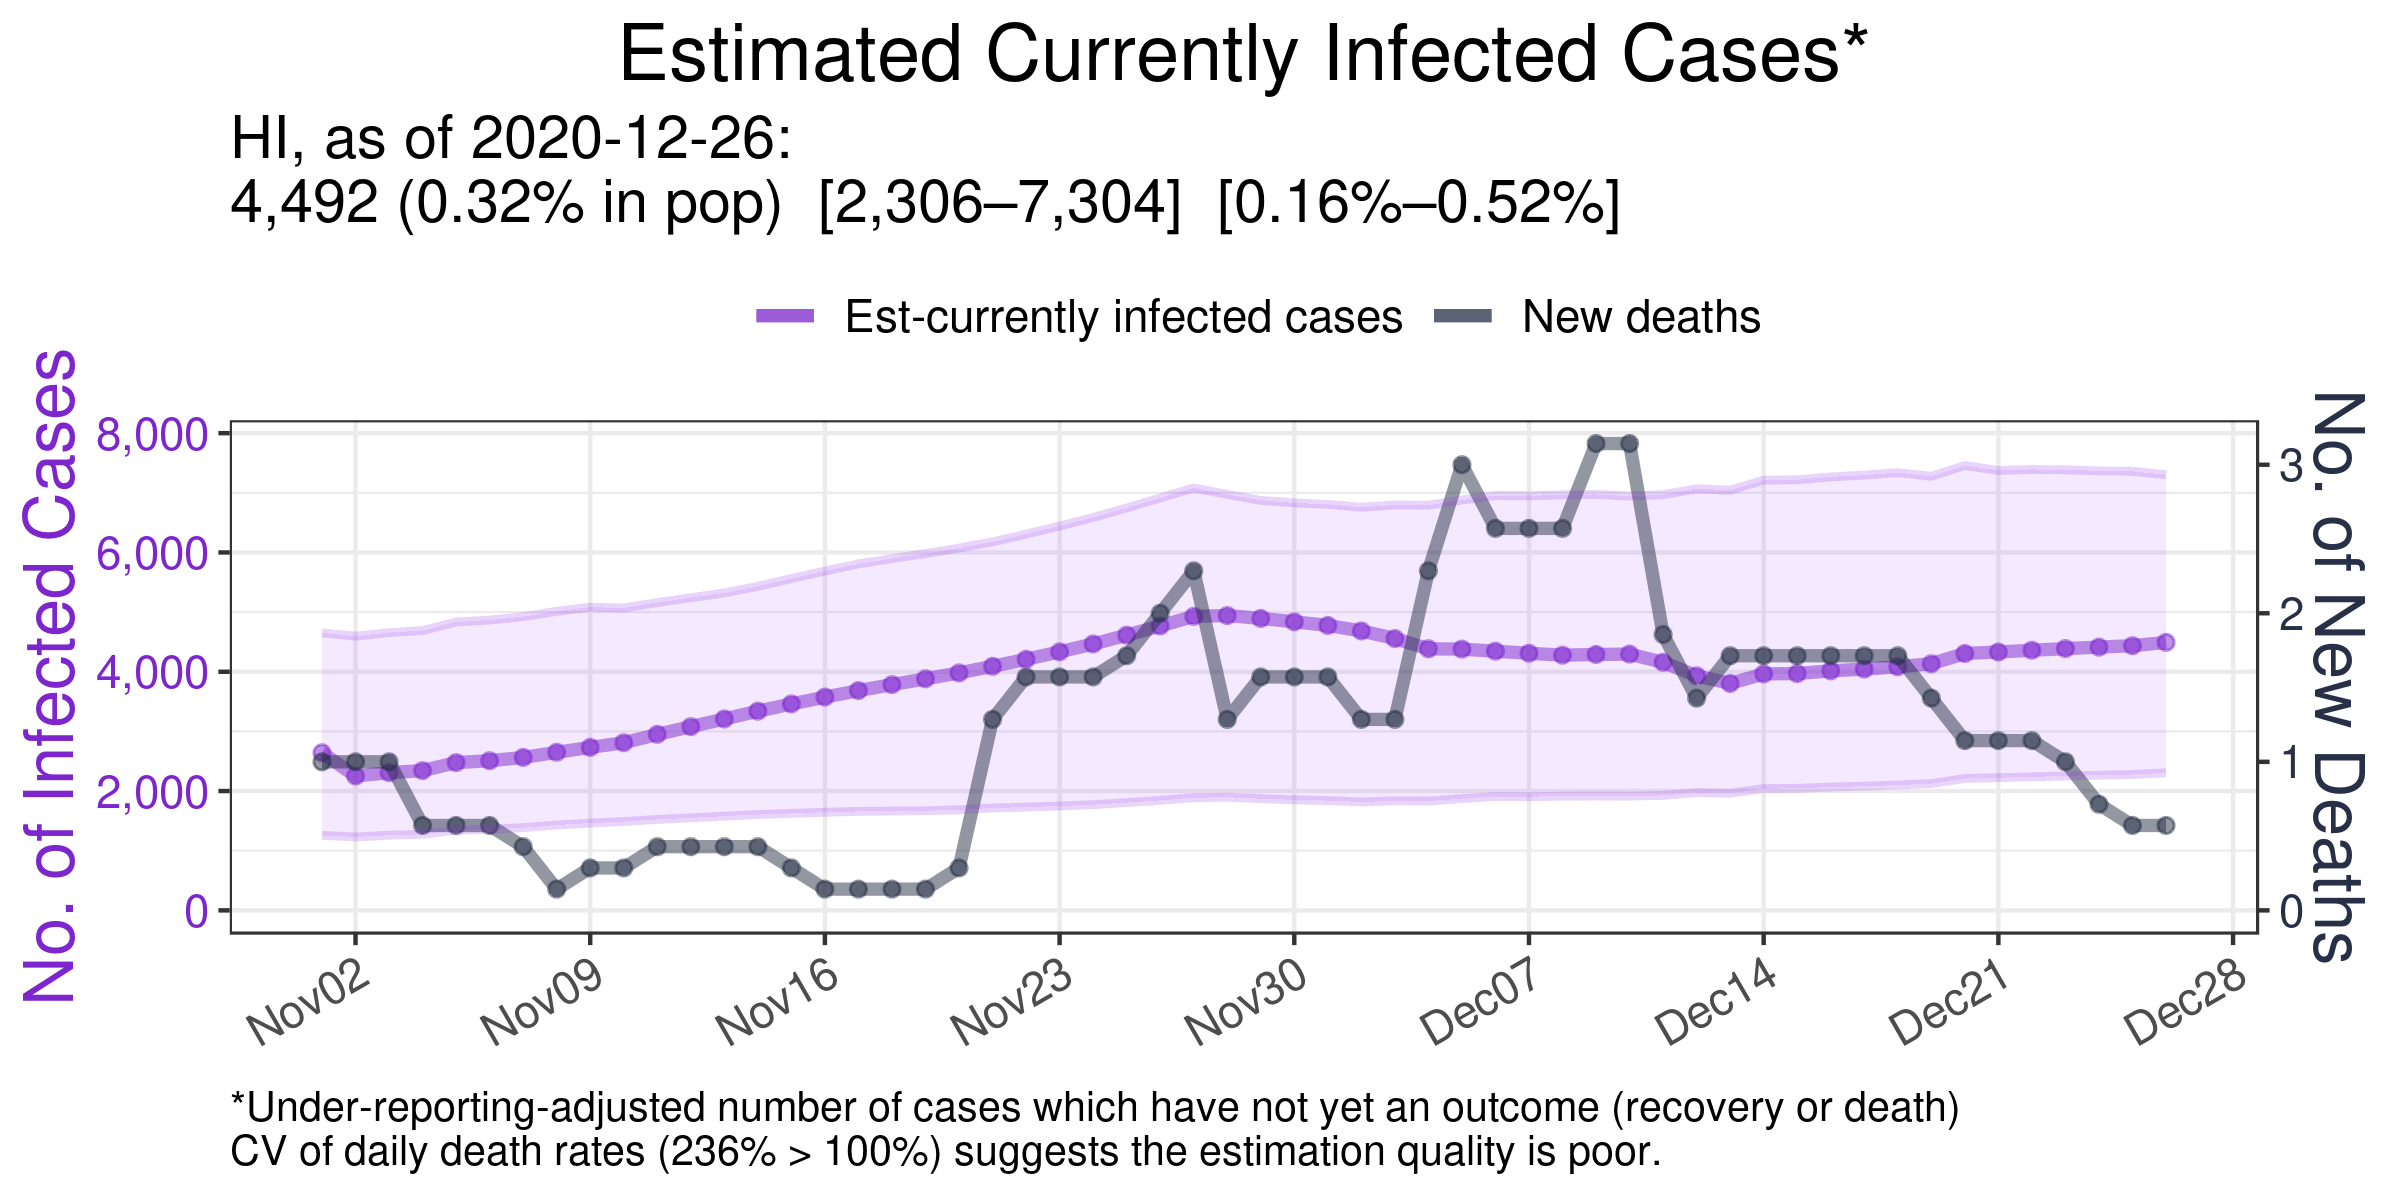 Estimated Currently Infected Cases*
HI, as of 2020-12-26:
4,492 (0.32% in pop)  [2,306–7,304]  [0.16%–0.52%]
Est-currently infected cases
New deaths
No. of Infected Cases
8,000
6,000
4,000
2,000
0
3
2
1
0
No. of New Deaths
Nov02
Nov09
Nov16
Nov23
Nov30
Dec07
Dec14
Dec21
Dec28
*Under-reporting-adjusted number of cases which have not yet an outcome (recovery or death)
CV of daily death rates (236% > 100%) suggests the estimation quality is poor.